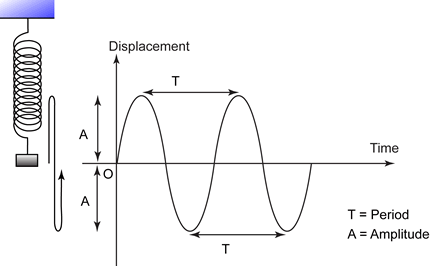 Displacement
T
A
Time
O
A
T = Period
A = Amplitude
T